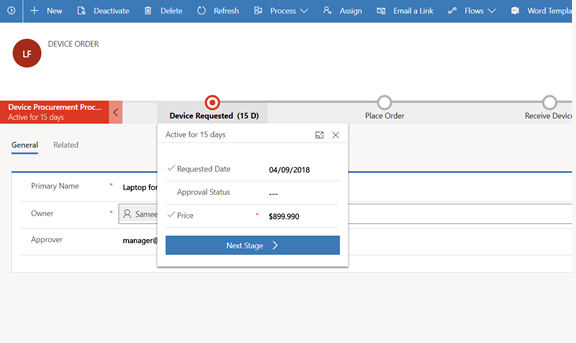 New Deactivate Delete Refresh Process Assign Email a Link Flows Word Templa
LF
DEVICE ORDER
Device Procurement Proc...
Active for 15 days
Device Requested (15 D)
Place Order
Receive Device
Active for 15 days
General Related
Requested Date 04/09/2018
Approval Status ---
Price * $899.990
Next Stage
Primary Name * Laptop for
Owner * Samee
Approver manager@